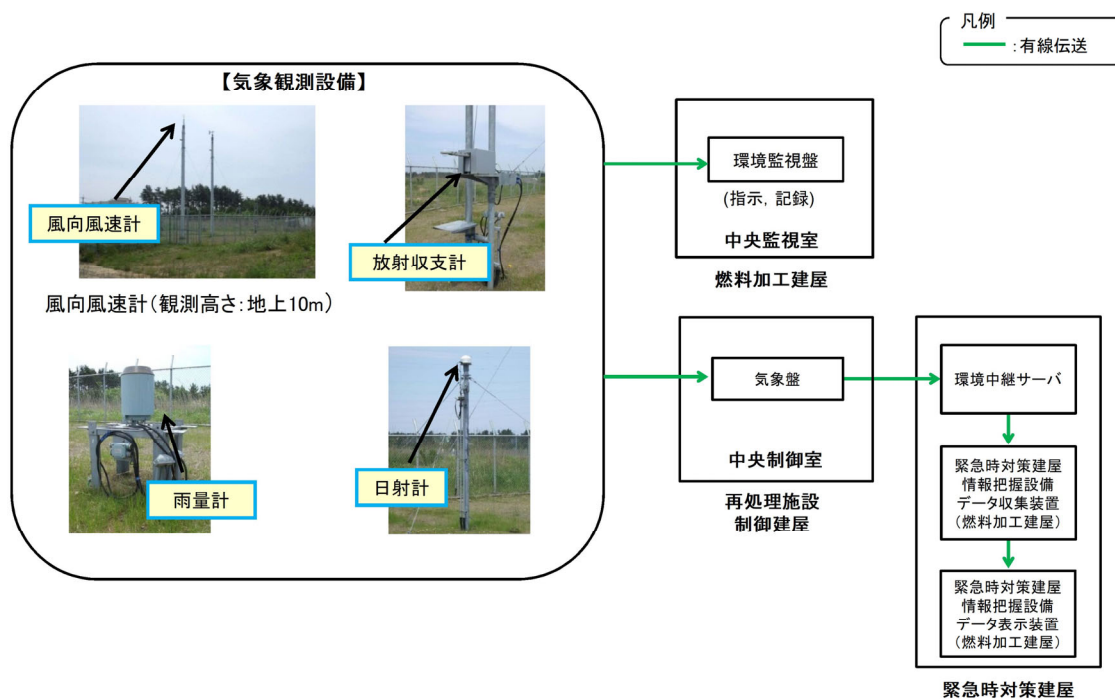 凡例
:有線伝送
【気象観測設備】
風向風速計
放射収支計
風向風速計(観測高さ:地上10m)
雨量計
日射計
環境監視盤
(指示, 記録)
中央監視室
燃料加工建屋
気象盤
中央制御室
再処理施設
制御建屋
環境中継サーバ
緊急時対策建屋
情報把握設備
データ収集装置
(燃料加工建屋)
緊急時対策建屋
情報把握設備
データ表示装置
(燃料加工建屋)
緊急時対策建屋